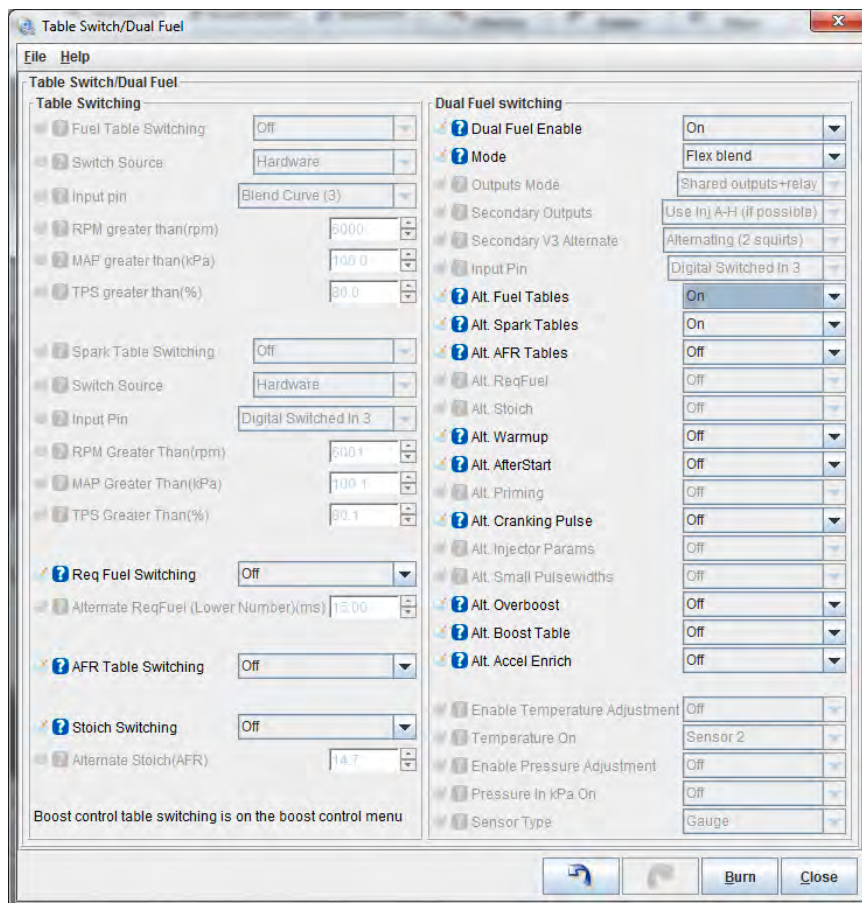 Table Switch/Dual Fuel
File Help
Table Switch/Dual Fuel
Table Switching
Fuel Table Switching Off
Switch Source Hardware
Input pin Blend Curve (3)
RPM greater than(rpm) 6000
MAP greater than(kPa) 100.0
TPS greater than(%) 80.0
Spark Table Switching Off
Switch Source Hardware
Input Pin Digital Switched In 3
RPM Greater Than(rpm) 6001
MAP Greater Than(kPa) 100.1
TPS Greater Than(%) 80.1
Req Fuel Switching Off
Alternate ReqFuel (Lower Number)(ms) 15.00
AFR Table Switching Off
Stoich Switching Off
Alternate Stoich(AFR) 14.7
Boost control table switching is on the boost control menu
Dual Fuel switching
Dual Fuel Enable On
Mode Flex blend
Outputs Mode Shared outputs+relay
Secondary Outputs Use Inj A-H (if possible)
Secondary V3 Alternate Alternating (2 squirts)
Input Pin Digital Switched In 3
Alt. Fuel Tables On
Alt. Spark Tables On
Alt. AFR Tables Off
Alt. ReqFuel Off
Alt. Stoich Off
Alt. Warmup Off
Alt. AfterStart Off
Alt. Priming Off
Alt. Cranking Pulse Off
Alt. Injector Params Off
Alt. Small Pulsewidths Off
Alt. Overboost Off
Alt. Boost Table Off
Alt. Accel Enrich Off
Enable Temperature Adjustment Off
Temperature On Sensor 2
Enable Pressure Adjustment Off
Pressure In kPa On Off
Sensor Type Gauge
Burn Close